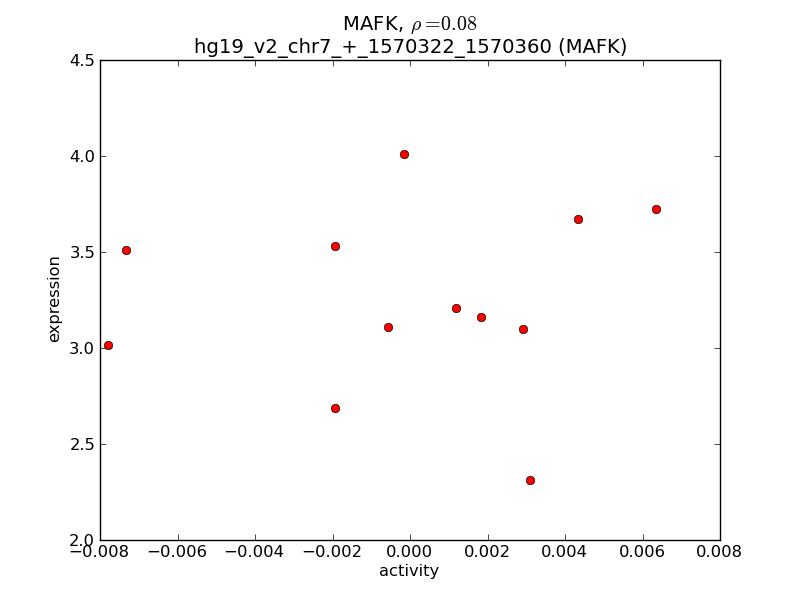 MAFK, ρ=0.08
hg19_v2_chr7_+_1570322_1570360 (MAFK)
4.5
4.0
3.5
3.0
2.5
2.0
expression
−0.008 −0.006 −0.004 −0.002 0.000 0.002 0.004 0.006 0.008
activity